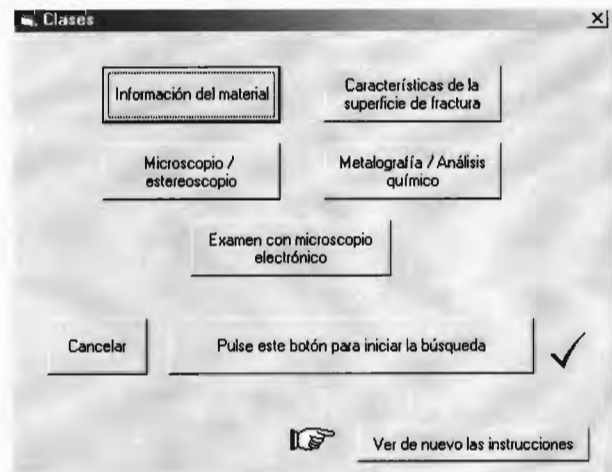 Clases
Información del material
Características de la
superficie de fractura
Microscopio /
estereoscopio
Metalografía / Análisis
químico
Examen con microscopio
electrónico
Cancelar
Pulse este botón para iniciar la búsqueda
Ver de nuevo las instrucciones